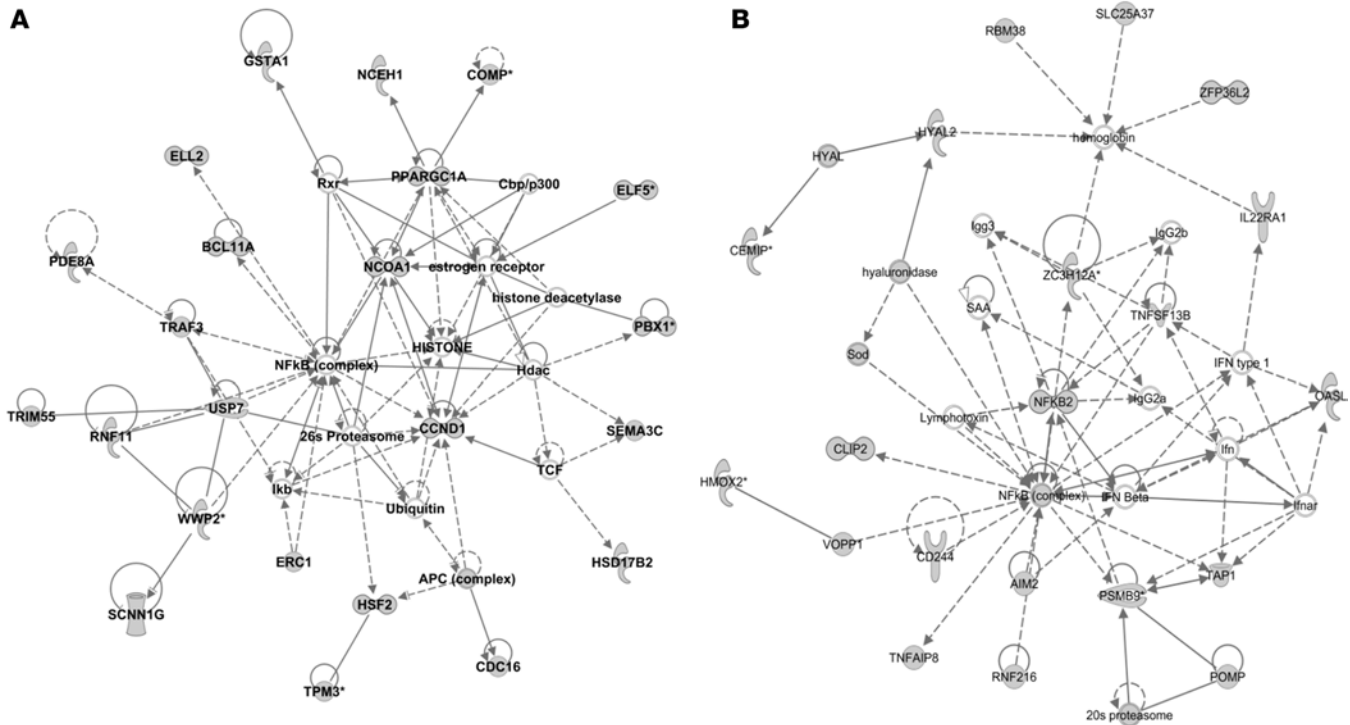 A
GSTA1
NCEH1
COMP*
ELL2
Rxr
PPARGC1A
Cbp/p300
ELF5*
PDE8A
BCL11A
NCOA1
estrogen receptor
histone deacetylase
TRAF3
PBX1*
HISTONE
NFkB (complex)
Hdac
TRIM55
USP7
RNF11
26s Proteasome
CCND1
SEMA3C
TCF
Ikb
Ubiquitin
WWP2*
ERC1
HSD17B2
APC (complex)
SCNN1G
HSF2
CDC16
TPM3*
B
SLC25A37
RBM38
ZFP36L2
HYAL2
hemoglobin
HYAL
IL22RA1
Igg3
IgG2b
CEMIP*
hyaluronidase
ZC3H12A*
SAA
TNFSF13B
Sod
IFN type 1
OASL
NFKB2
IgG2a
Lymphotoxin
CLIP2
Ifn
HMOX2*
NFkB (complex)
IFN Beta
Ifnar
VOPP1
CD244
AIM2
TAP1
PSMB9*
TNFAIP8
RNF216
POMP
20s proteasome